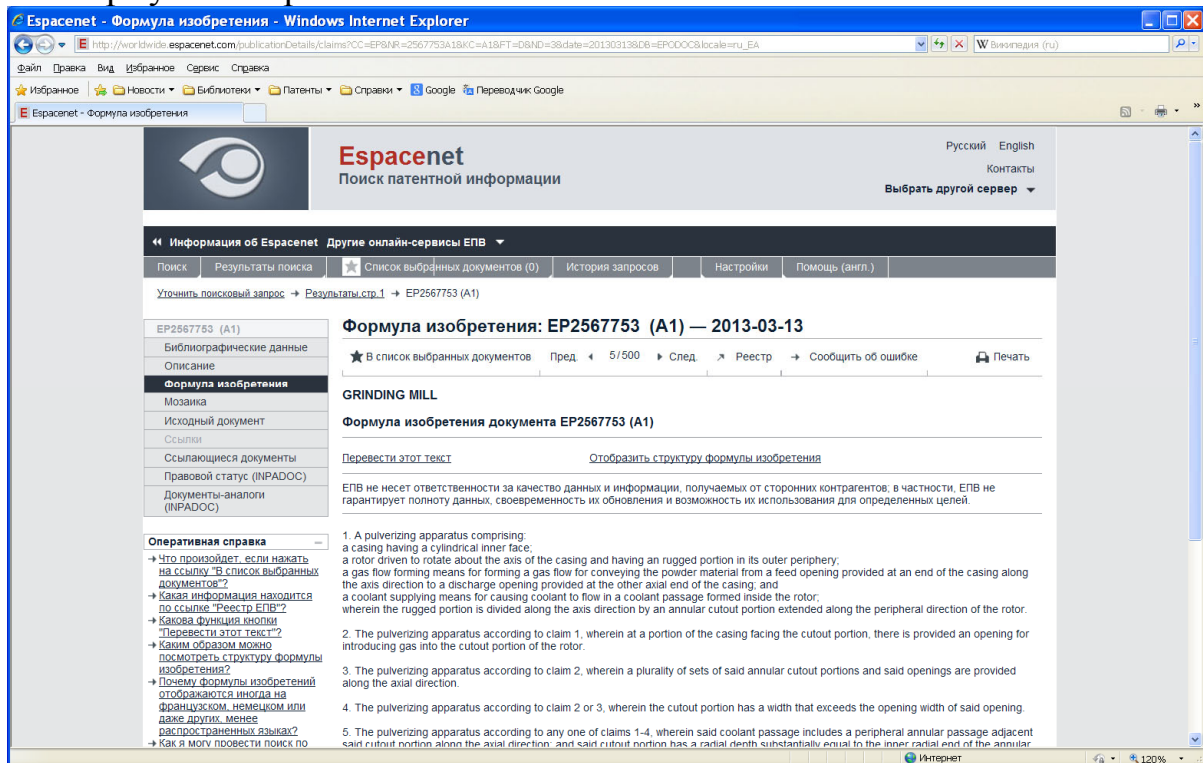 Espacenet - Формула изобретения - Windows Internet Explorer
http://worldwide.espacenet.com/publicationDetails/claims?CC=EP&NR=2567753A1&KC=A1&FT=D&ND=3&date=20130313&DB=EPODOC&locale=ru_EA
W Википедия (ru)
Файл Правка Вид Избранное Сервис Справка
Избранное Новости Библиотеки Патенты Справки Google Переводчик Google
Espacenet - Формула изобретения
Espacenet
Поиск патентной информации
Русский English
Контакты
Выбрать другой сервер
Информация об Espacenet Другие онлайн-сервисы ЕПВ
Поиск Результаты поиска Список выбранных документов (0) История запросов Настройки Помощь (англ.)
Уточнить поисковый запрос → Результаты.стр.1 → EP2567753 (A1)
EP2567753 (A1)
Библиографические данные
Описание
Формула изобретения
Мозаика
Исходный документ
Ссылки
Ссылающиеся документы
Правовой статус (INPADOC)
Документы-аналоги
(INPADOC)
Оперативная справка –
→ Что произойдет, если нажать
на ссылку "В список выбранных
документов"?
→ Какая информация находится
по ссылке "Реестр ЕПВ"?
→ Какова функция кнопки
"Перевести этот текст"?
→ Каким образом можно
посмотреть структуру формулы
изобретения?
→ Почему формулы изобретений
отображаются иногда на
французском, немецком или
даже других, менее
распространенных языках?
→ Как я могу провести поиск по
Формула изобретения: EP2567753 (A1) — 2013-03-13
В список выбранных документов Пред. 5/500 След. Реестр → Сообщить об ошибке Печать
GRINDING MILL
Формула изобретения документа EP2567753 (A1)
Перевести этот текст Отобразить структуру формулы изобретения
ЕПВ не несет ответственности за качество данных и информации, получаемых от сторонних контрагентов; в частности, ЕПВ не
гарантирует полноту данных, своевременность их обновления и возможность их использования для определенных целей.
1. A pulverizing apparatus comprising:
a casing having a cylindrical inner face;
a rotor driven to rotate about the axis of the casing and having an rugged portion in its outer periphery;
a gas flow forming means for forming a gas flow for conveying the powder material from a feed opening provided at an end of the casing along
the axis direction to a discharge opening provided at the other axial end of the casing; and
a coolant supplying means for causing coolant to flow in a coolant passage formed inside the rotor;
wherein the rugged portion is divided along the axis direction by an annular cutout portion extended along the peripheral direction of the rotor.
2. The pulverizing apparatus according to claim 1, wherein at a portion of the casing facing the cutout portion, there is provided an opening for
introducing gas into the cutout portion of the rotor.
3. The pulverizing apparatus according to claim 2, wherein a plurality of sets of said annular cutout portions and said openings are provided
along the axial direction.
4. The pulverizing apparatus according to claim 2 or 3, wherein the cutout portion has a width that exceeds the opening width of said opening.
5. The pulverizing apparatus according to any one of claims 1-4, wherein said coolant passage includes a peripheral annular passage adjacent
said cutout portion along the axial direction; and said cutout portion has a radial depth substantially equal to the inner radial end of the annular
Интернет 120%